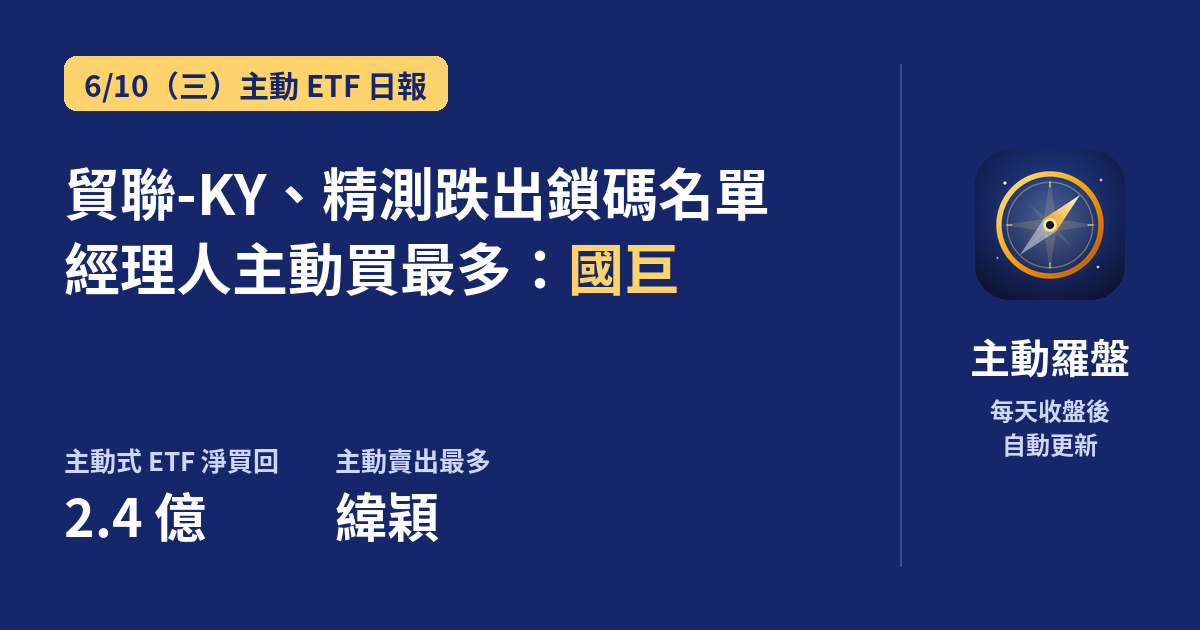 6/10（三）主動 ETF 日報
貿聯-KY、精測跌出鎖碼名單
經理人主動買最多：國巨
主動式 ETF 淨買回
2.4 億
主動賣出最多
緯穎
主動羅盤
每天收盤後
自動更新